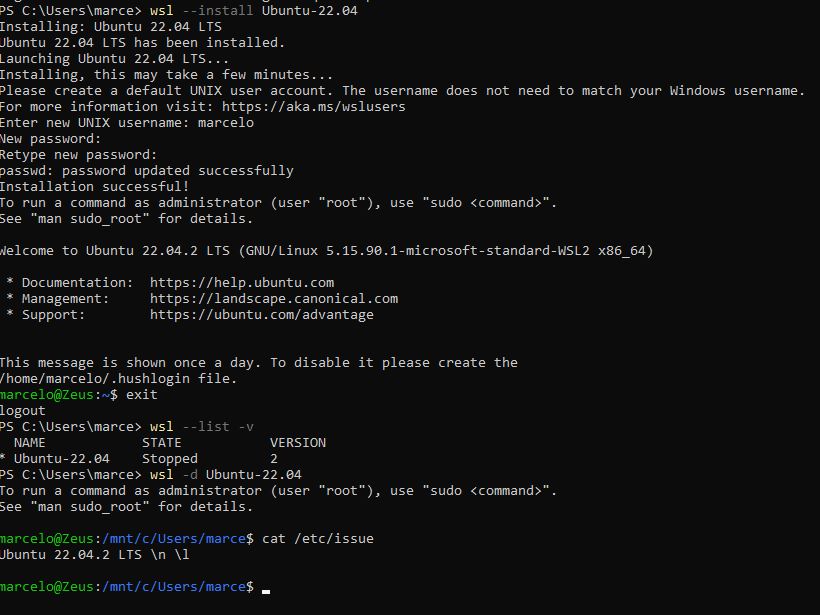 PS C:\Users\marce> wsl --install Ubuntu-22.04
Installing: Ubuntu 22.04 LTS
Ubuntu 22.04 LTS has been installed.
Launching Ubuntu 22.04 LTS...
Installing, this may take a few minutes...
Please create a default UNIX user account. The username does not need to match your Windows username.
For more information visit: https://aka.ms/wslusers
Enter new UNIX username: marcelo
New password:
Retype new password:
passwd: password updated successfully
Installation successful!
To run a command as administrator (user "root"), use "sudo <command>".
See "man sudo_root" for details.
Welcome to Ubuntu 22.04.2 LTS (GNU/Linux 5.15.90.1-microsoft-standard-WSL2 x86_64)
* Documentation:  https://help.ubuntu.com
* Management:     https://landscape.canonical.com
* Support:        https://ubuntu.com/advantage
This message is shown once a day. To disable it please create the
/home/marcelo/.hushlogin file.
marcelo@Zeus:~$ exit
logout
PS C:\Users\marce> wsl --list -v
NAME            STATE           VERSION
* Ubuntu-22.04    Stopped         2
PS C:\Users\marce> wsl -d Ubuntu-22.04
To run a command as administrator (user "root"), use "sudo <command>".
See "man sudo_root" for details.
marcelo@Zeus:/mnt/c/Users/marce$ cat /etc/issue
Ubuntu 22.04.2 LTS \n \l
marcelo@Zeus:/mnt/c/Users/marce$